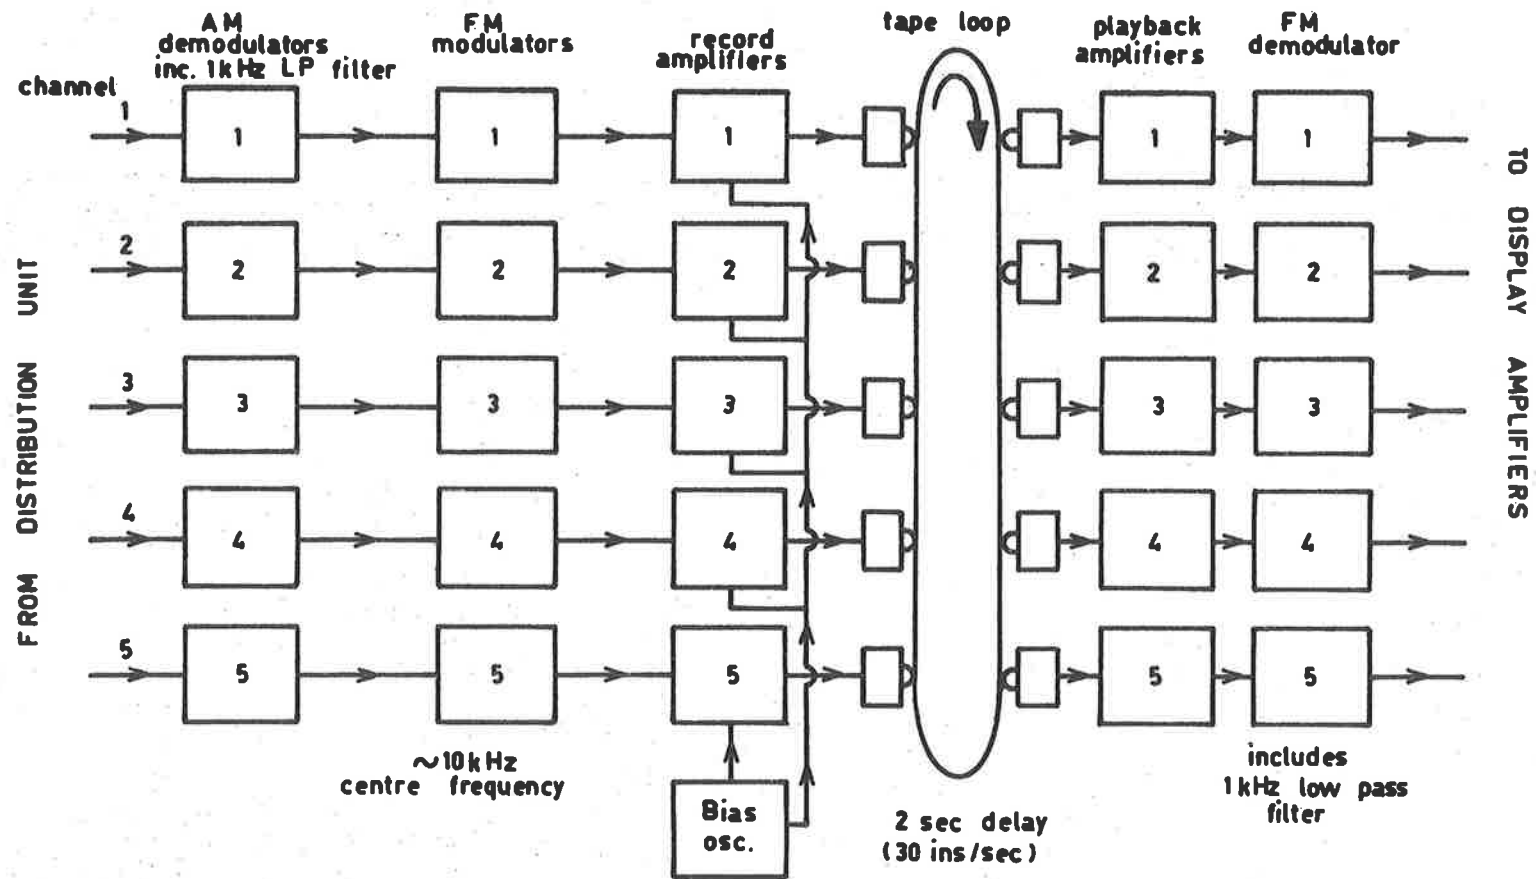 AM
demodulators
inc. 1kHz LP filter
FM
modulators
record
amplifiers
tape loop
playback
amplifiers
FM
demodulator
channel
1
1
1
1
1
1
2
2
2
2
2
2
3
3
3
3
3
3
4
4
4
4
4
4
5
5
5
5
5
5
FROM DISTRIBUTION UNIT
TO DISPLAY AMPLIFIERS
~10kHz
centre frequency
Bias
osc.
2 sec delay
(30 ins/sec)
includes
1kHz low pass
filter